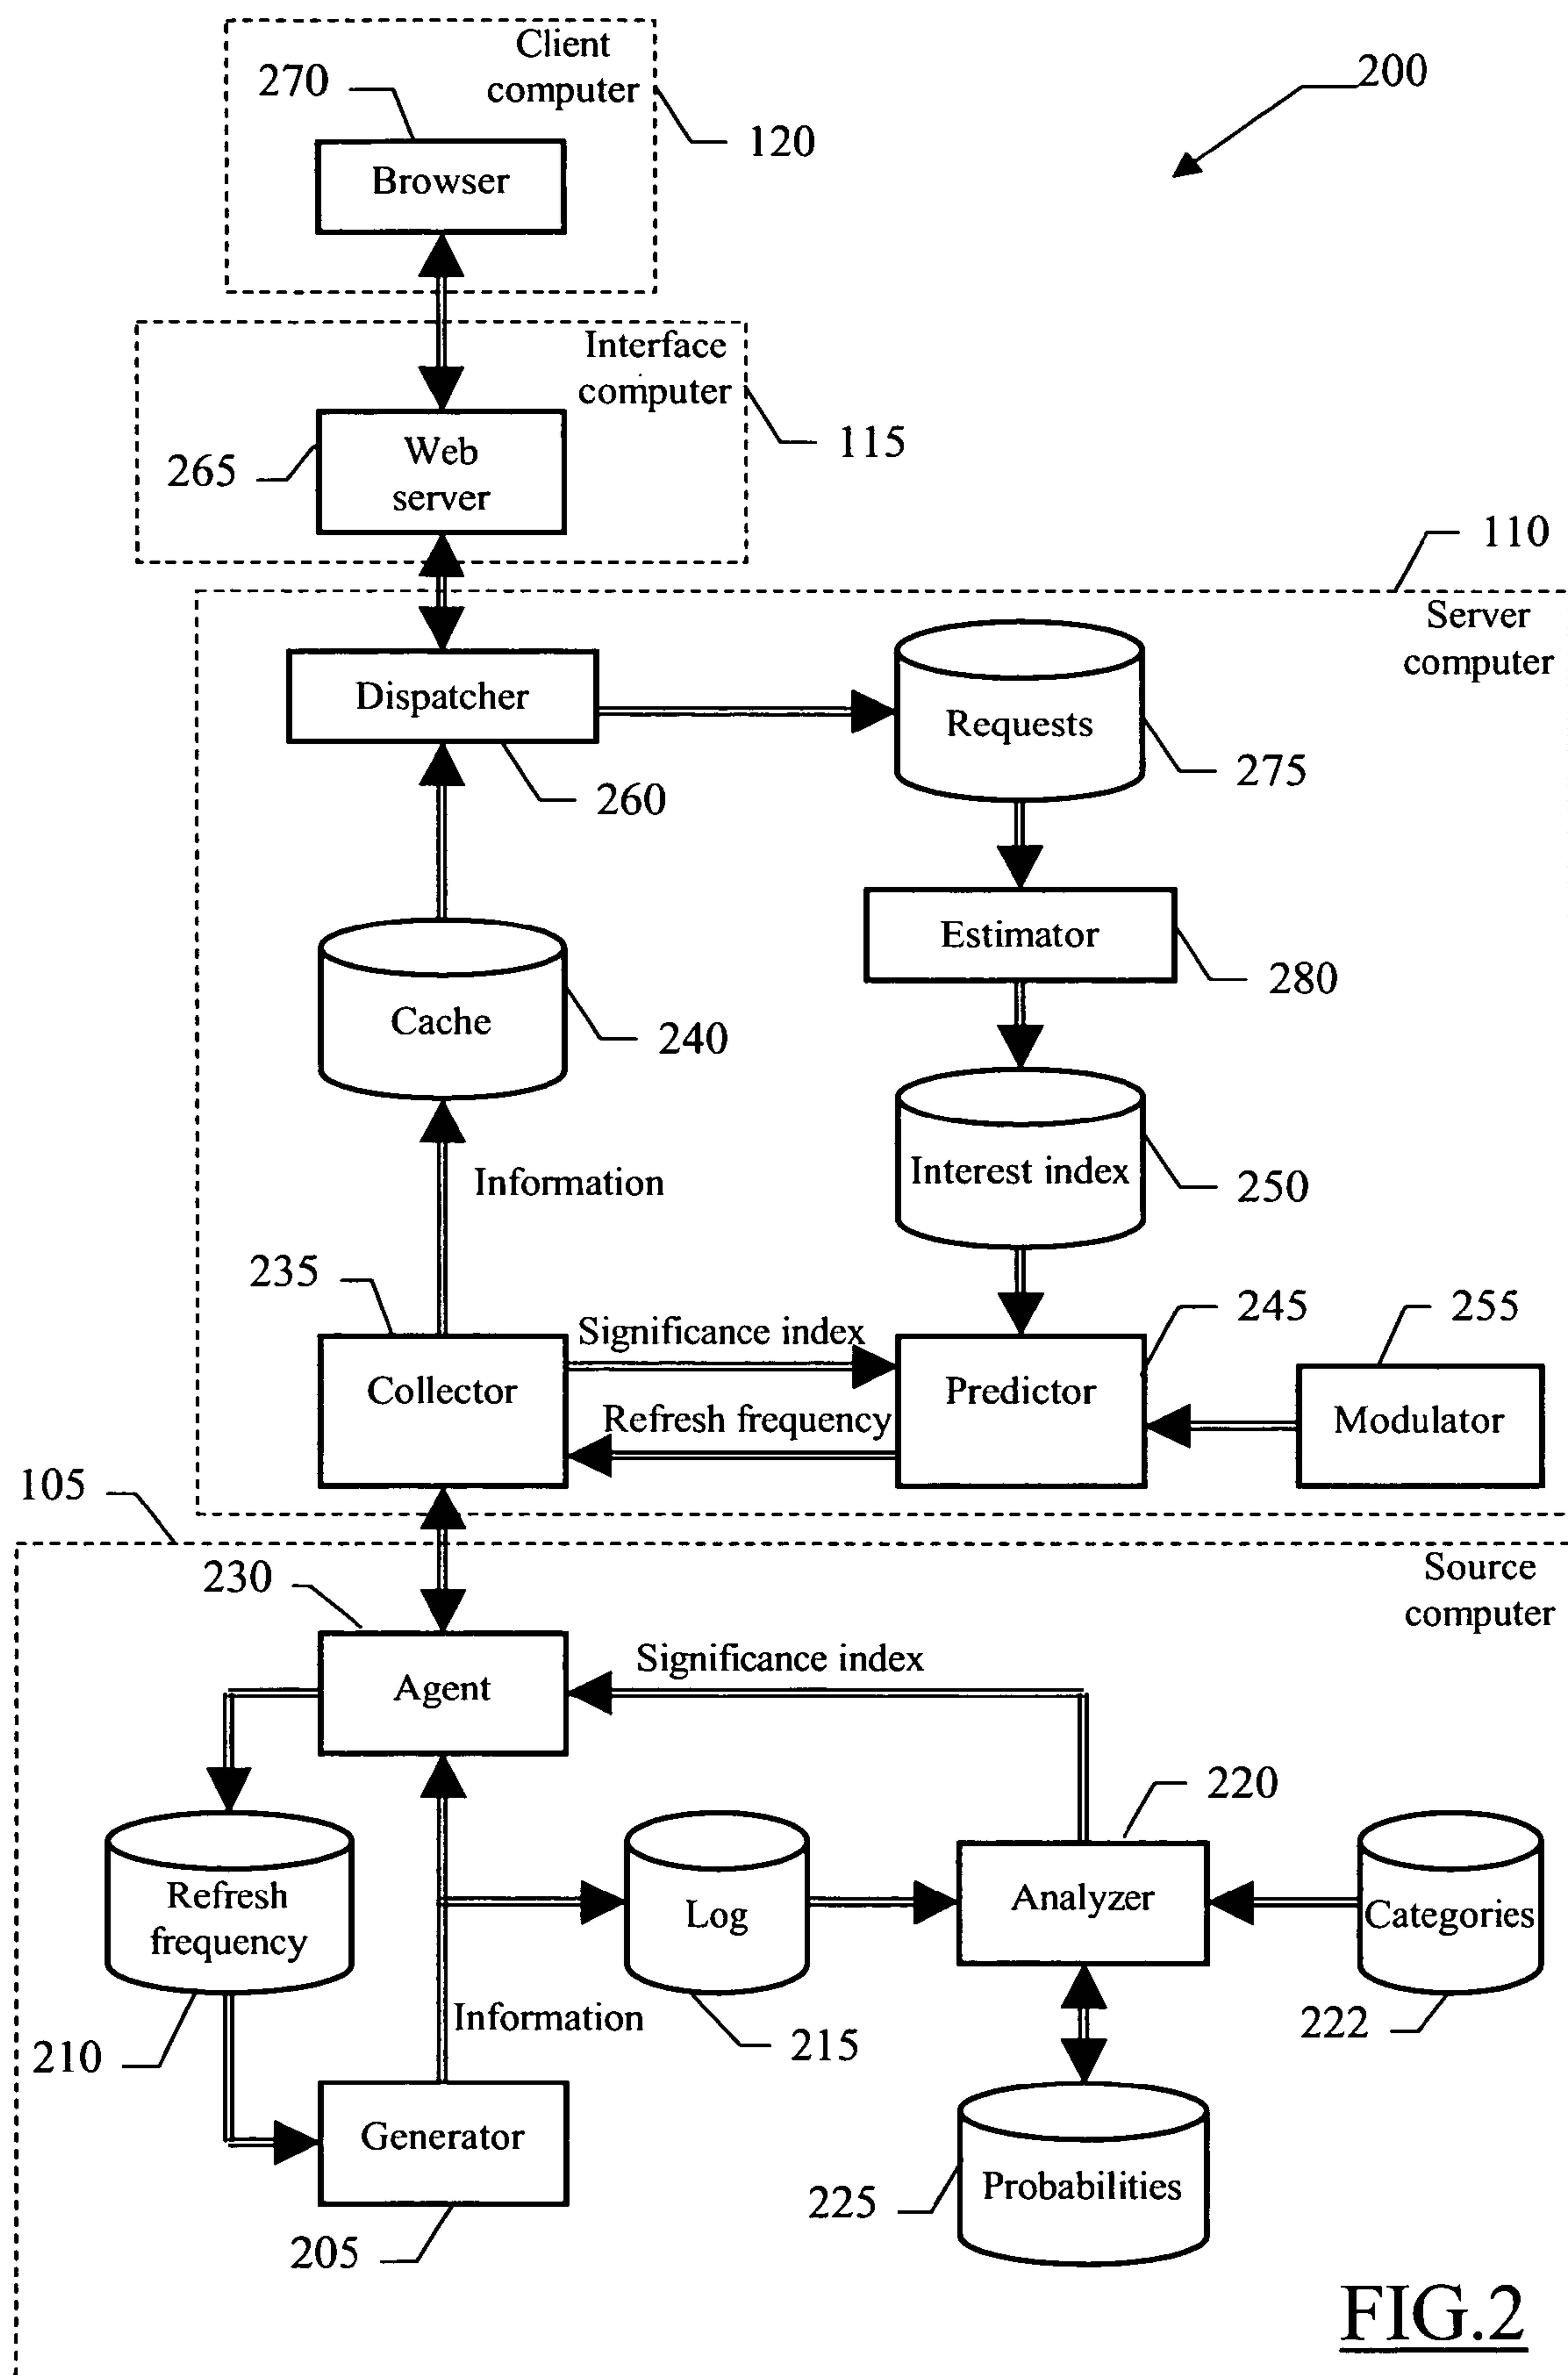 Client
computer
270
200
120
Browser
Interface
computer
115
Web
server
265
110
Server
computer
Dispatcher
Requests
275
260
Estimator
280
Cache
240
Interest index
250
Information
235
245
255
Significance index
Collector
Predictor
Modulator
Refresh frequency
105
Source
computer
230
Significance index
Agent
220
Refresh
frequency
Log
Analyzer
Categories
Information
215
222
210
Generator
Probabilities
225
205
FIG.2